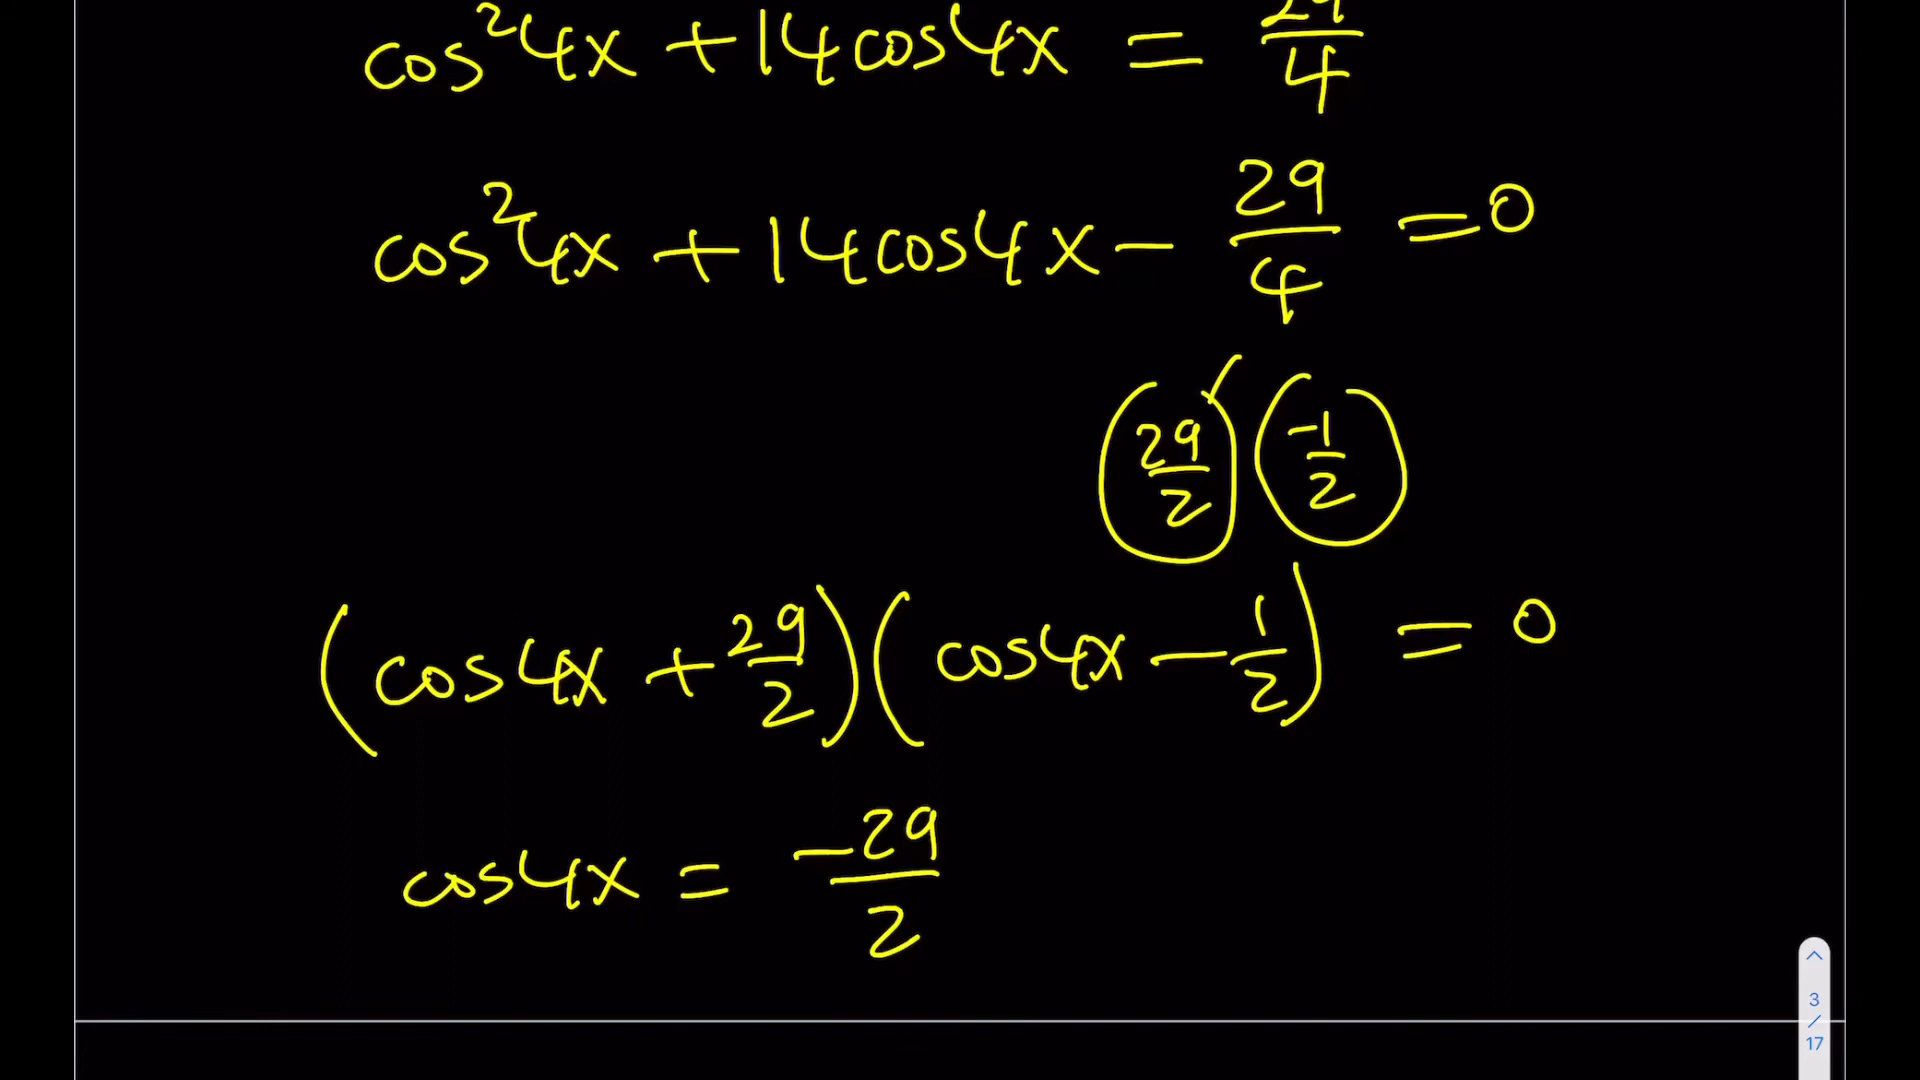 cos²4x + 14cos4x = 29/4
cos²4x + 14cos4x - 29/4 = 0
(29/2) (-1/2)
(cos4x + 29/2)(cos4x - 1/2) = 0
cos4x = -29/2
3
/
17